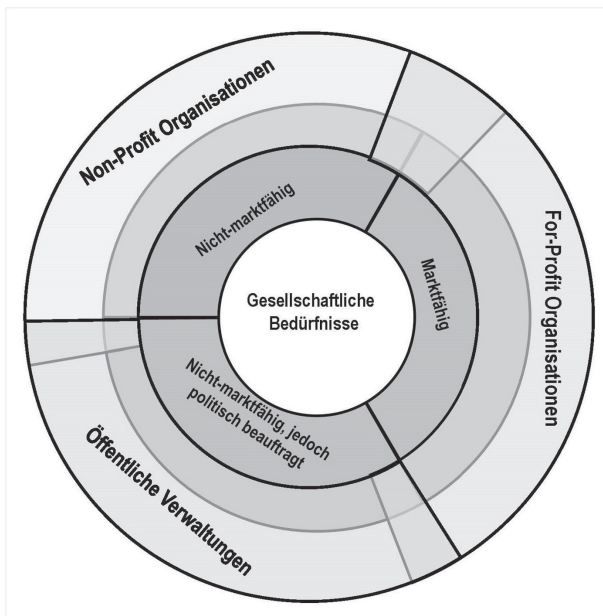 Non-Profit Organisationen
Nicht-marktfähig
Gesellschaftliche
Bedürfnisse
Marktfähig
For-Profit Organisationen
Nicht-marktfähig, jedoch
politisch beauftragt
Öffentliche Verwaltungen